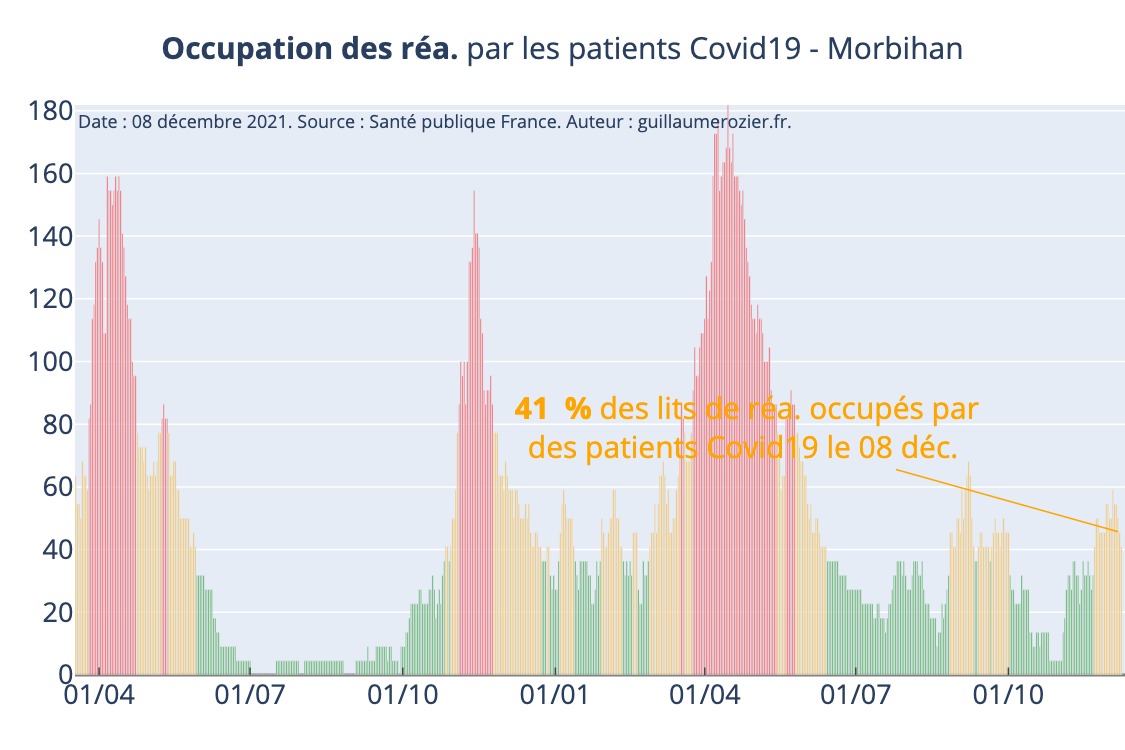 Occupation des réa. par les patients Covid19 - Morbihan
180
Date : 08 décembre 2021. Source : Santé publique France. Auteur : guillaumerozier.fr.
160
140
120
100
80
41 % des lits de réa. occupés par
des patients Covid19 le 08 déc.
60
40
20
0
01/04 01/07 01/10 01/01 01/04 01/07 01/10